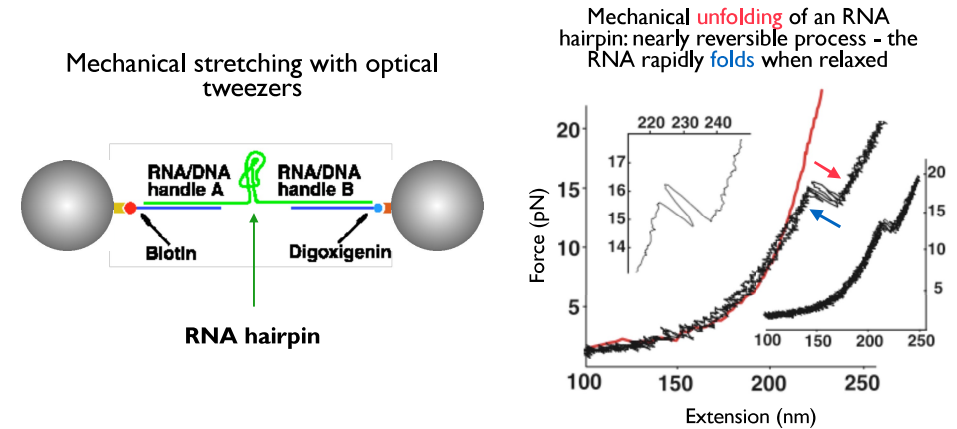 Mechanical stretching with optical
tweezers
RNA/DNA
handle A
RNA/DNA
handle B
Biotin
Digoxigenin
RNA hairpin
Mechanical unfolding of an RNA
hairpin: nearly reversible process - the
RNA rapidly folds when relaxed
Force (pN)
20
15
10
5
100
150
200
250
Extension (nm)
220
230
240
17
16
15
14
20
15
10
5
100
150
200
250